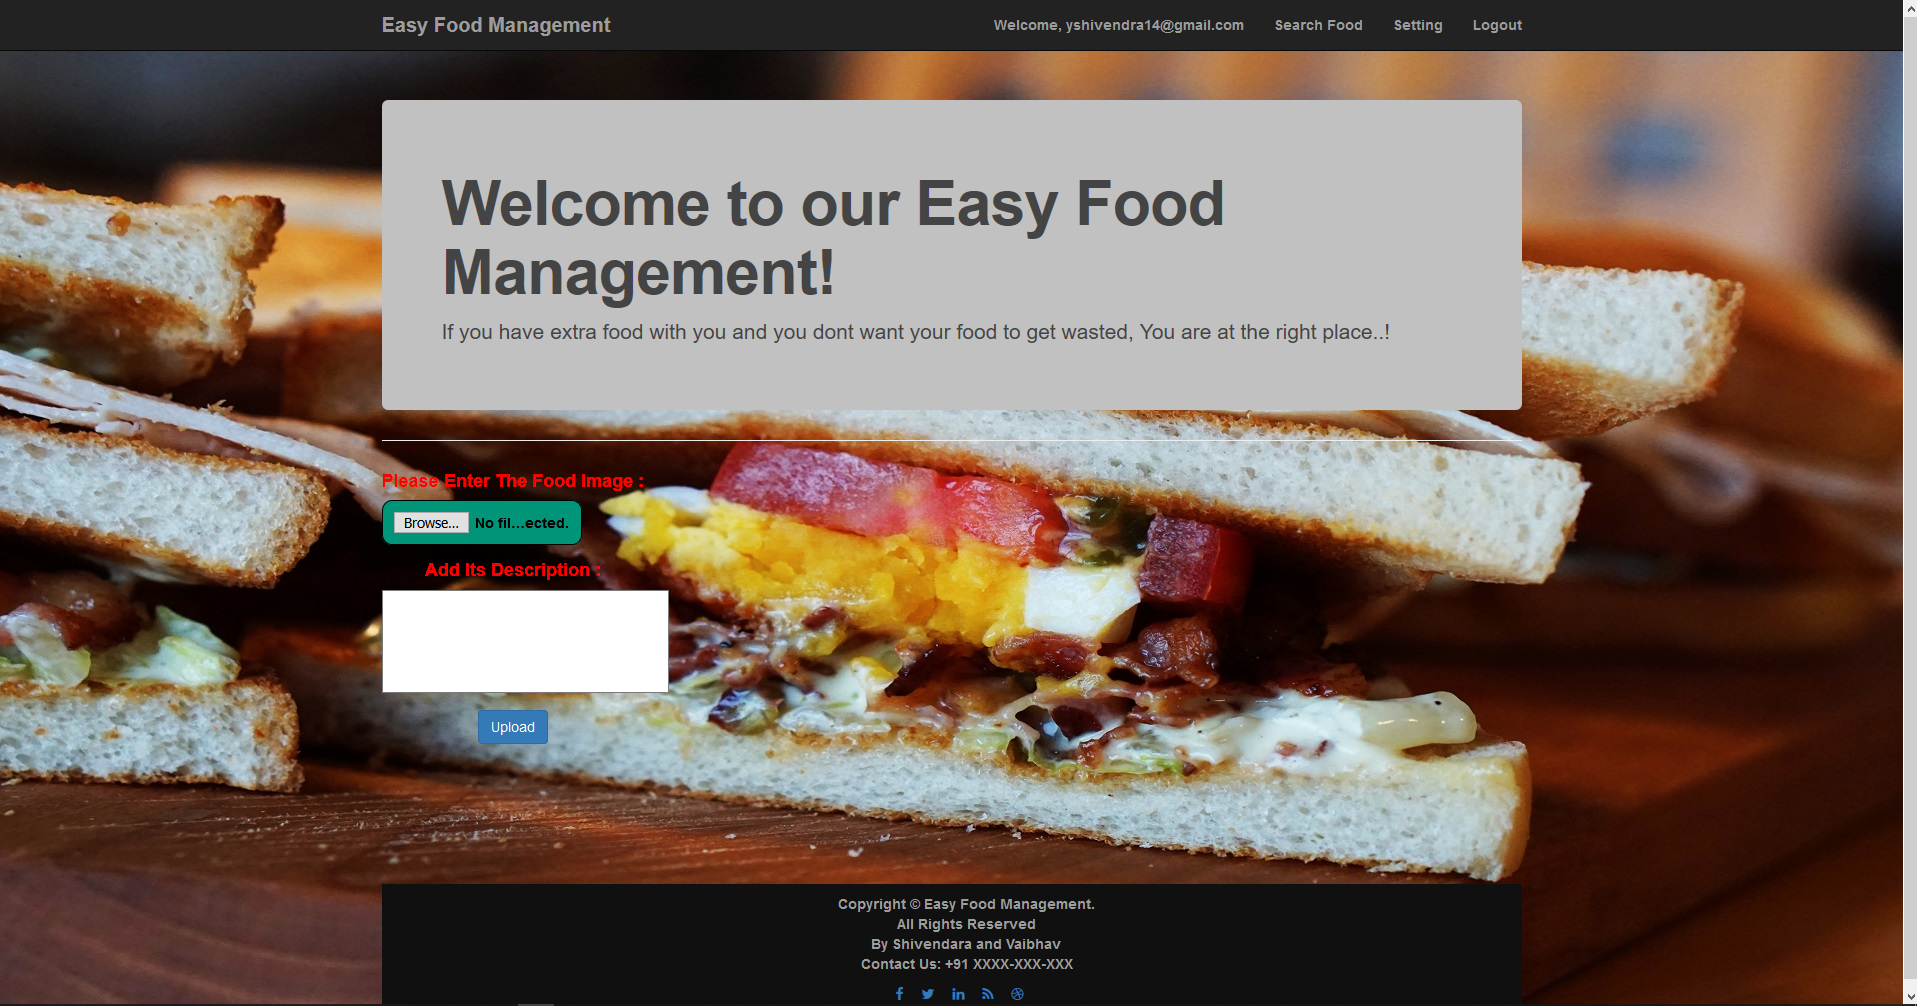 Easy Food Management
Welcome, yshivendra14@gmail.com
Search Food
Setting
Logout
Welcome to our Easy Food
Management!
If you have extra food with you and you dont want your food to get wasted, You are at the right place..!
Please Enter The Food Image :
Browse... No fil...ected.
Add Its Description :
Upload
Copyright © Easy Food Management.
All Rights Reserved
By Shivendara and Vaibhav
Contact Us: +91 XXXX-XXX-XXX